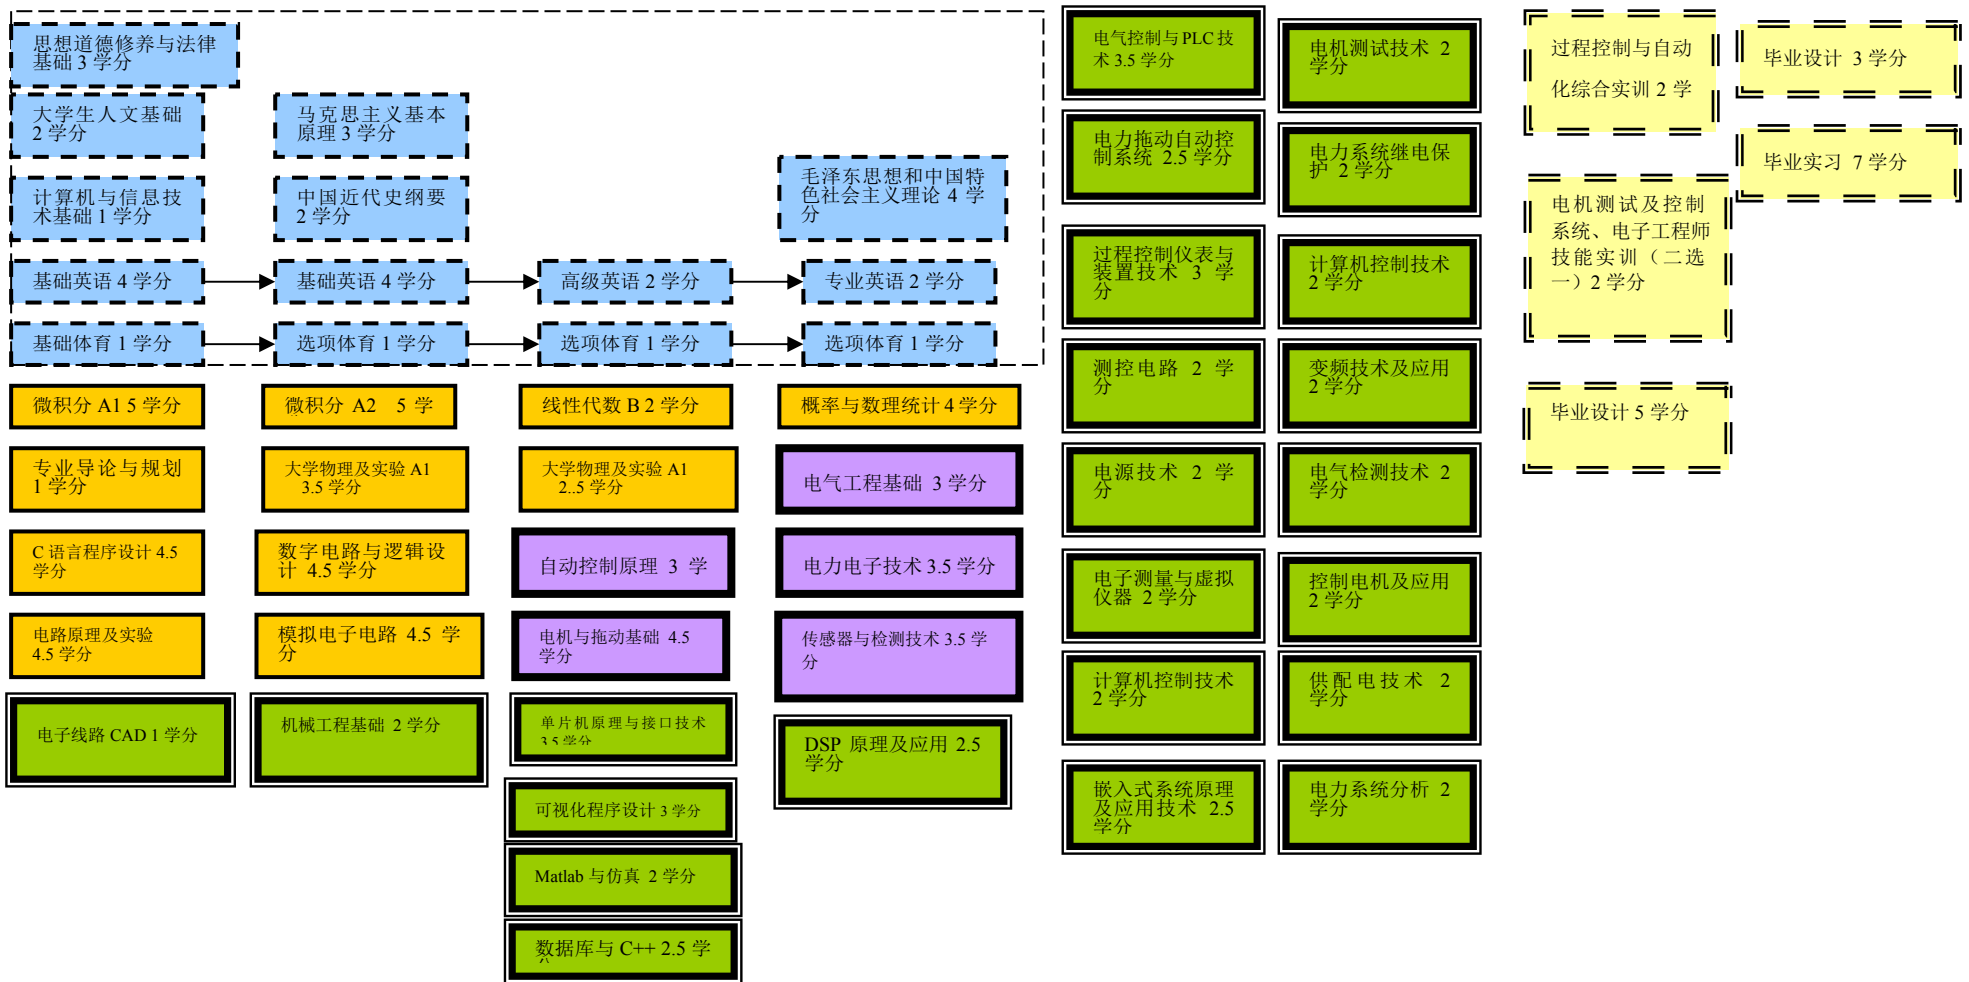 思想道德修养与法律
基础 3 学分
大学生人文基础
2 学分
计算机与信息技
术基础 1 学分
基础英语 4 学分
基础体育 1 学分
马克思主义基本
原理 3 学分
中国近代史纲要
2 学分
基础英语 4 学分
选项体育 1 学分
高级英语 2 学分
选项体育 1 学分
毛泽东思想和中国特
色社会主义理论 4 学
分
专业英语 2 学分
选项体育 1 学分
微积分 A1 5 学分
专业导论与规划
1 学分
C 语言程序设计 4.5
学分
电路原理及实验
4.5 学分
电子线路 CAD 1 学分
微积分 A2 5 学
大学物理及实验 A1
3.5 学分
数字电路与逻辑设
计 4.5 学分
模拟电子电路 4.5 学
分
机械工程基础 2 学分
线性代数 B 2 学分
大学物理及实验 A1
2..5 学分
自动控制原理 3 学
电机与拖动基础 4.5
学分
单片机原理与接口技术
3.5 学分
可视化程序设计 3 学分
Matlab 与仿真 2 学分
数据库与 C++ 2.5 学
概率与数理统计 4 学分
电气工程基础 3 学分
电力电子技术 3.5 学分
传感器与检测技术 3.5 学
分
DSP 原理及应用 2.5
学分
电气控制与 PLC 技
术 3.5 学分
电力拖动自动控
制系统 2.5 学分
过程控制仪表与
装置技术 3 学
分
测控电路 2 学
分
电源技术 2 学
分
电子测量与虚拟
仪器 2 学分
计算机控制技术
2 学分
嵌入式系统原理
及应用技术 2.5
学分
电机测试技术 2
学分
电力系统继电保
护 2 学分
计算机控制技术
2 学分
变频技术及应用
2 学分
电气检测技术 2
学分
控制电机及应用
2 学分
供配电技术 2
学分
电力系统分析 2
学分
过程控制与自动
化综合实训 2 学
电机测试及控制
系统、电子工程师
技能实训（二选
一）2 学分
毕业设计 5 学分
毕业设计 3 学分
毕业实习 7 学分